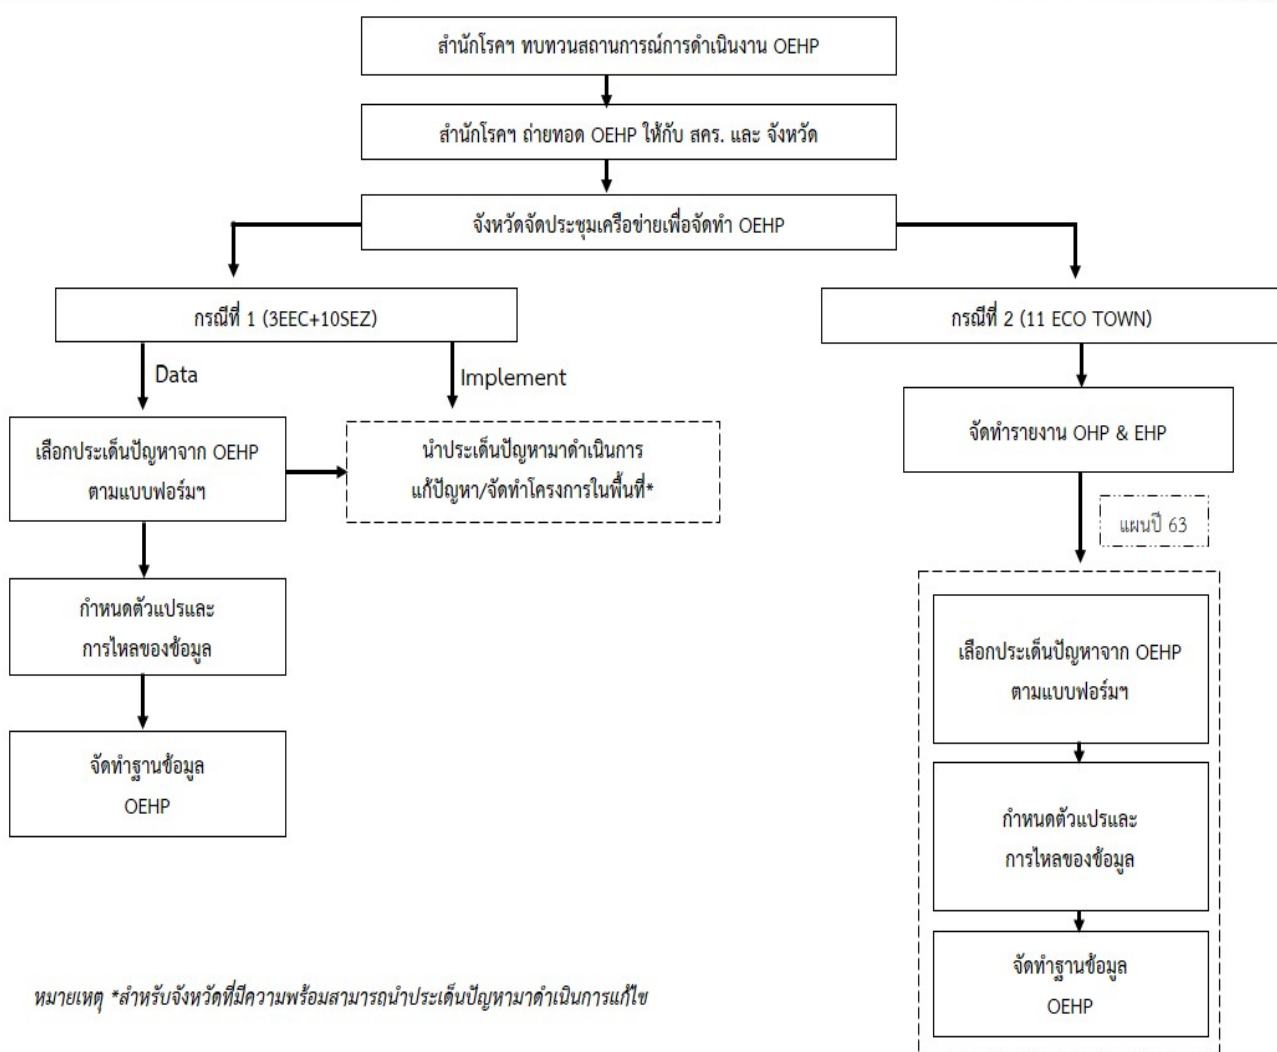 สำนักโรคฯ ทบทวนสถานการณ์การดำเนินงาน OEHP
สำนักโรคฯ ถ่ายทอด OEHP ให้กับ สคร. และ จังหวัด
จังหวัดจัดประชุมเครือข่ายเพื่อจัดทำ OEHP
กรณีที่ 1 (3EEC+10SEZ)
Data
Implement
เลือกประเด็นปัญหาจาก OEHP
ตามแบบฟอร์มฯ
นำประเด็นปัญหามาดำเนินการ
แก้ปัญหา/จัดทำโครงการในพื้นที่*
กำหนดตัวแปรและ
การไหลของข้อมูล
จัดทำฐานข้อมูล
OEHP
กรณีที่ 2 (11 ECO TOWN)
จัดทำรายงาน OHP & EHP
แผนปี 63
เลือกประเด็นปัญหาจาก OEHP
ตามแบบฟอร์มฯ
กำหนดตัวแปรและ
การไหลของข้อมูล
จัดทำฐานข้อมูล
OEHP
หมายเหตุ *สำหรับจังหวัดที่มีความพร้อมสามารถนำประเด็นปัญหามาดำเนินการแก้ไข